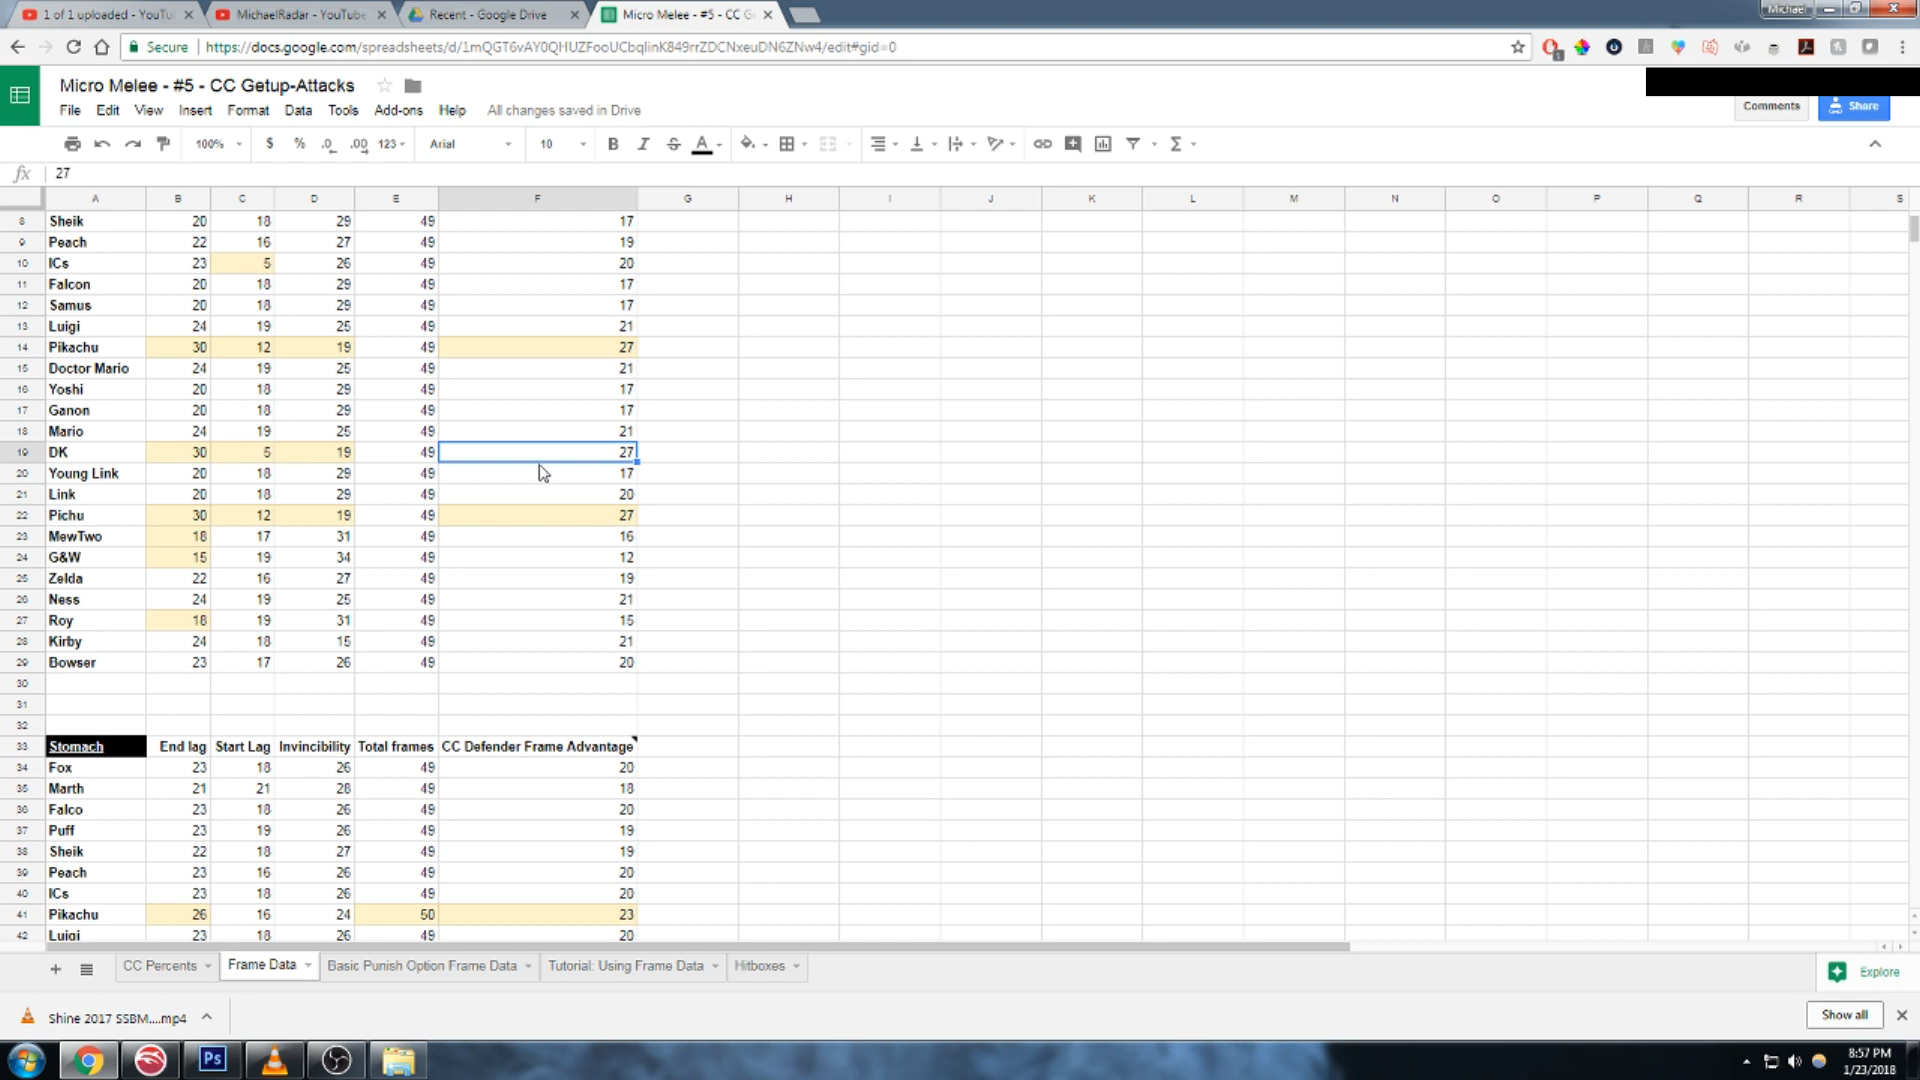 1 of 1 uploaded - YouTu
MichaelRadar - YouTube
Recent - Google Drive
Micro Melee - #5 - CC G
Michael
Secure
https://docs.google.com/spreadsheets/d/1mQGT6vAY0QHUZFooUCbqlinK849rrZDCNxeuDN6ZNw4/edit#gid=0
Micro Melee - #5 - CC Getup-Attacks
File Edit View Insert Format Data Tools Add-ons Help All changes saved in Drive
Comments
Share
100% $ % .0 .00 123 Arial 10 B I S A
fx 27
A B C D E F G H I J K L M N O P Q R S
8 Sheik 20 18 29 49 17
9 Peach 22 16 27 49 19
10 ICs 23 5 26 49 20
11 Falcon 20 18 29 49 17
12 Samus 20 18 29 49 17
13 Luigi 24 19 25 49 21
14 Pikachu 30 12 19 49 27
15 Doctor Mario 24 19 25 49 21
16 Yoshi 20 18 29 49 17
17 Ganon 20 18 29 49 17
18 Mario 24 19 25 49 21
19 DK 30 5 19 49 27
20 Young Link 20 18 29 49 17
21 Link 20 18 29 49 20
22 Pichu 30 12 19 49 27
23 MewTwo 18 17 31 49 16
24 G&W 15 19 34 49 12
25 Zelda 22 16 27 49 19
26 Ness 24 19 25 49 21
27 Roy 18 19 31 49 15
28 Kirby 24 18 15 49 21
29 Bowser 23 17 26 49 20
30
31
32
33 Stomach End lag Start Lag Invincibility Total frames CC Defender Frame Advantage
34 Fox 23 18 26 49 20
35 Marth 21 21 28 49 18
36 Falco 23 18 26 49 20
37 Puff 23 19 26 49 19
38 Sheik 22 18 27 49 19
39 Peach 23 16 26 49 20
40 ICs 23 18 26 49 20
41 Pikachu 26 16 24 50 23
42 Luigi 23 18 26 49 20
CC Percents Frame Data Basic Punish Option Frame Data Tutorial: Using Frame Data Hitboxes
Explore
Shine 2017 SSBM....mp4
Show all
Ps
8:57 PM
1/23/2018